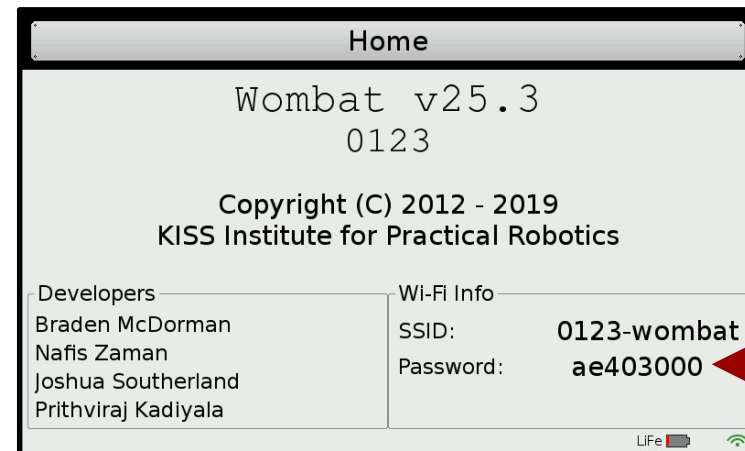 Home
Wombat v25.3
0123
Copyright (C) 2012 - 2019
KISS Institute for Practical Robotics
Developers
Braden McDorman
Nafis Zaman
Joshua Southerland
Prithviraj Kadiyala
Wi-Fi Info
SSID: 0123-wombat
Password: ae403000
LiFe